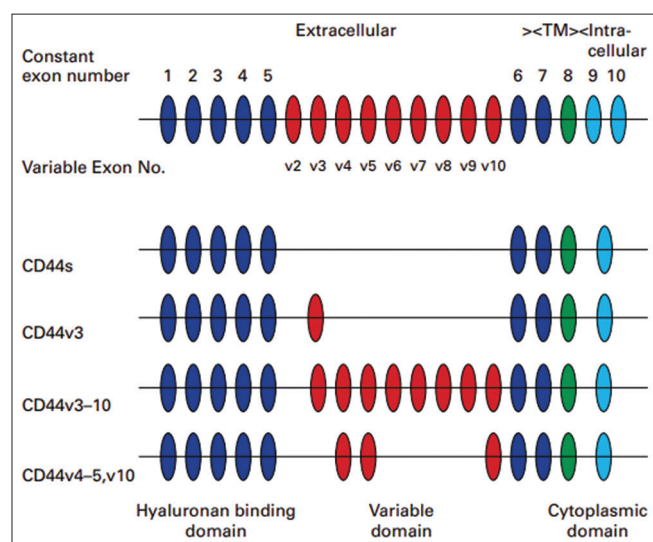 Extracellular
><TM><Intra-
cellular
Constant
exon number
1 2 3 4 5 6 7 8 9 10
Variable Exon No.
v2 v3 v4 v5 v6 v7 v8 v9 v10
CD44s
CD44v3
CD44v3–10
CD44v4–5,v10
Hyaluronan binding
domain
Variable
domain
Cytoplasmic
domain